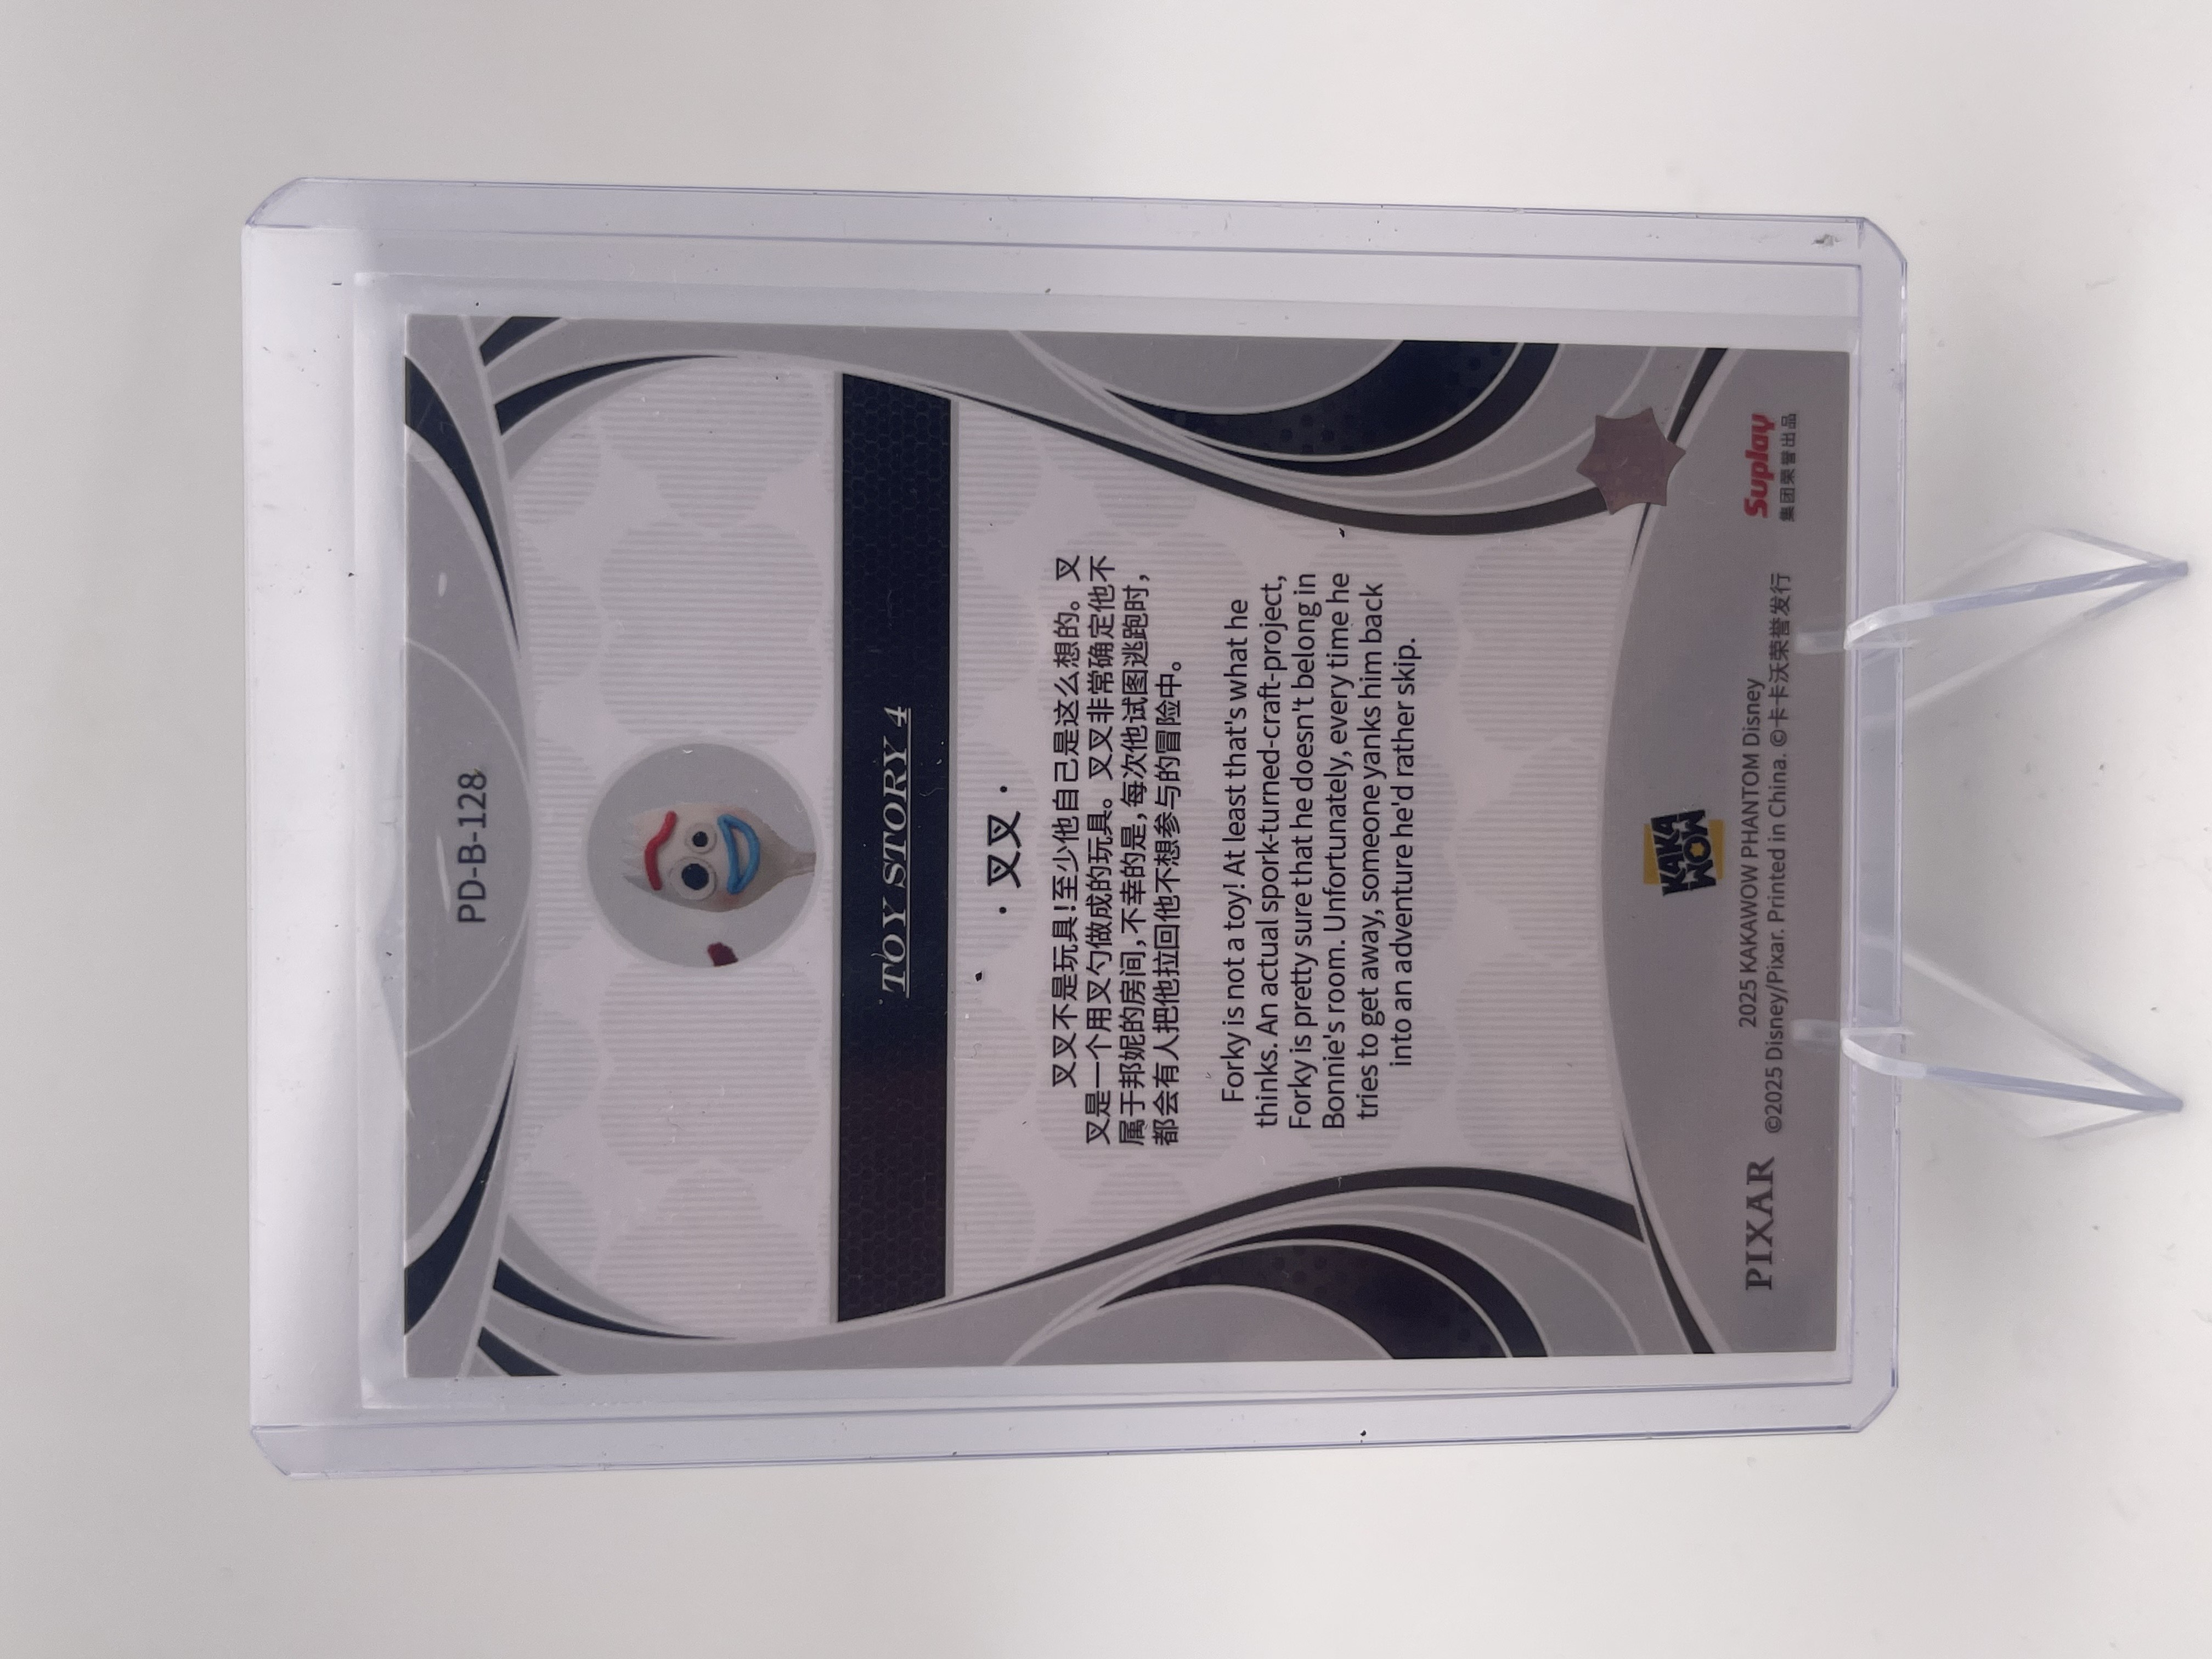 PD-B-128
TOY STORY 4
· 叉叉 ·
叉叉不是玩具!至少他自己是这么想的。叉
叉是一个用叉勺做成的玩具。叉叉非常确定他不
属于邦妮的房间,不幸的是,每次他试图逃跑时,
都会有人把他拉回他不想参与的冒险中。
Forky is not a toy! At least that's what he
thinks. An actual spork-turned-craft-project,
Forky is pretty sure that he doesn't belong in
Bonnie's room. Unfortunately, every time he
tries to get away, someone yanks him back
into an adventure he'd rather skip.
KAKA
WOW
PIXAR
2025 KAKAWOW PHANTOM Disney
©2025 Disney/Pixar. Printed in China. ©卡卡沃荣誉发行
Suplay
集团荣誉出品